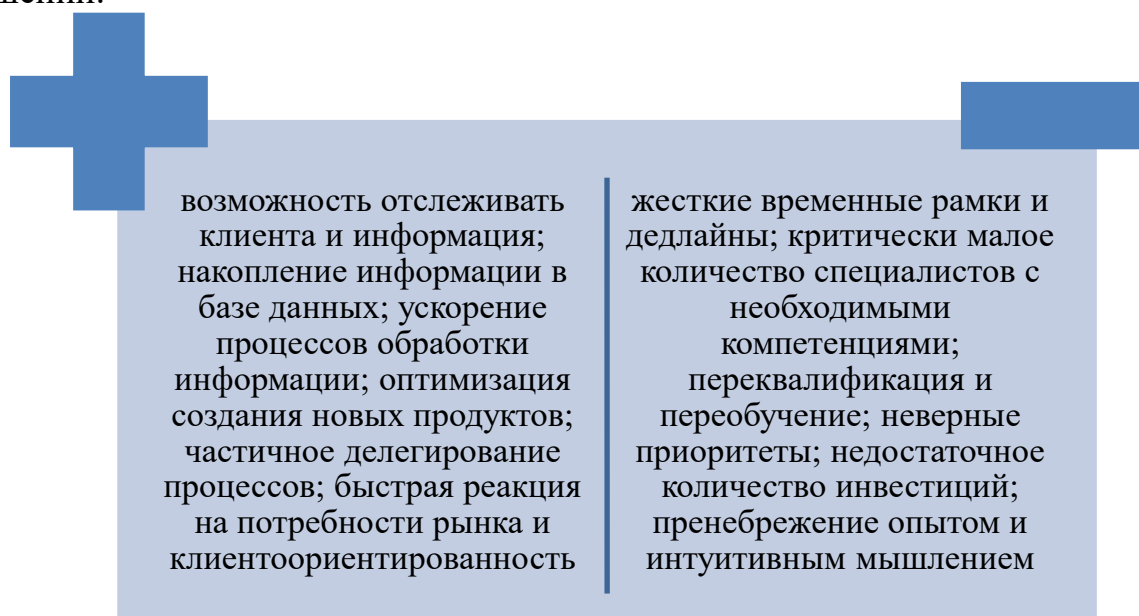 возможность отслеживать
клиента и информация;
накопление информации в
базе данных; ускорение
процессов обработки
информации; оптимизация
создания новых продуктов;
частичное делегирование
процессов; быстрая реакция
на потребности рынка и
клиентоориентированность
жесткие временные рамки и
дедлайны; критически малое
количество специалистов с
необходимыми
компетенциями;
переквалификация и
переобучение; неверные
приоритеты; недостаточное
количество инвестиций;
пренебрежение опытом и
интуитивным мышлением